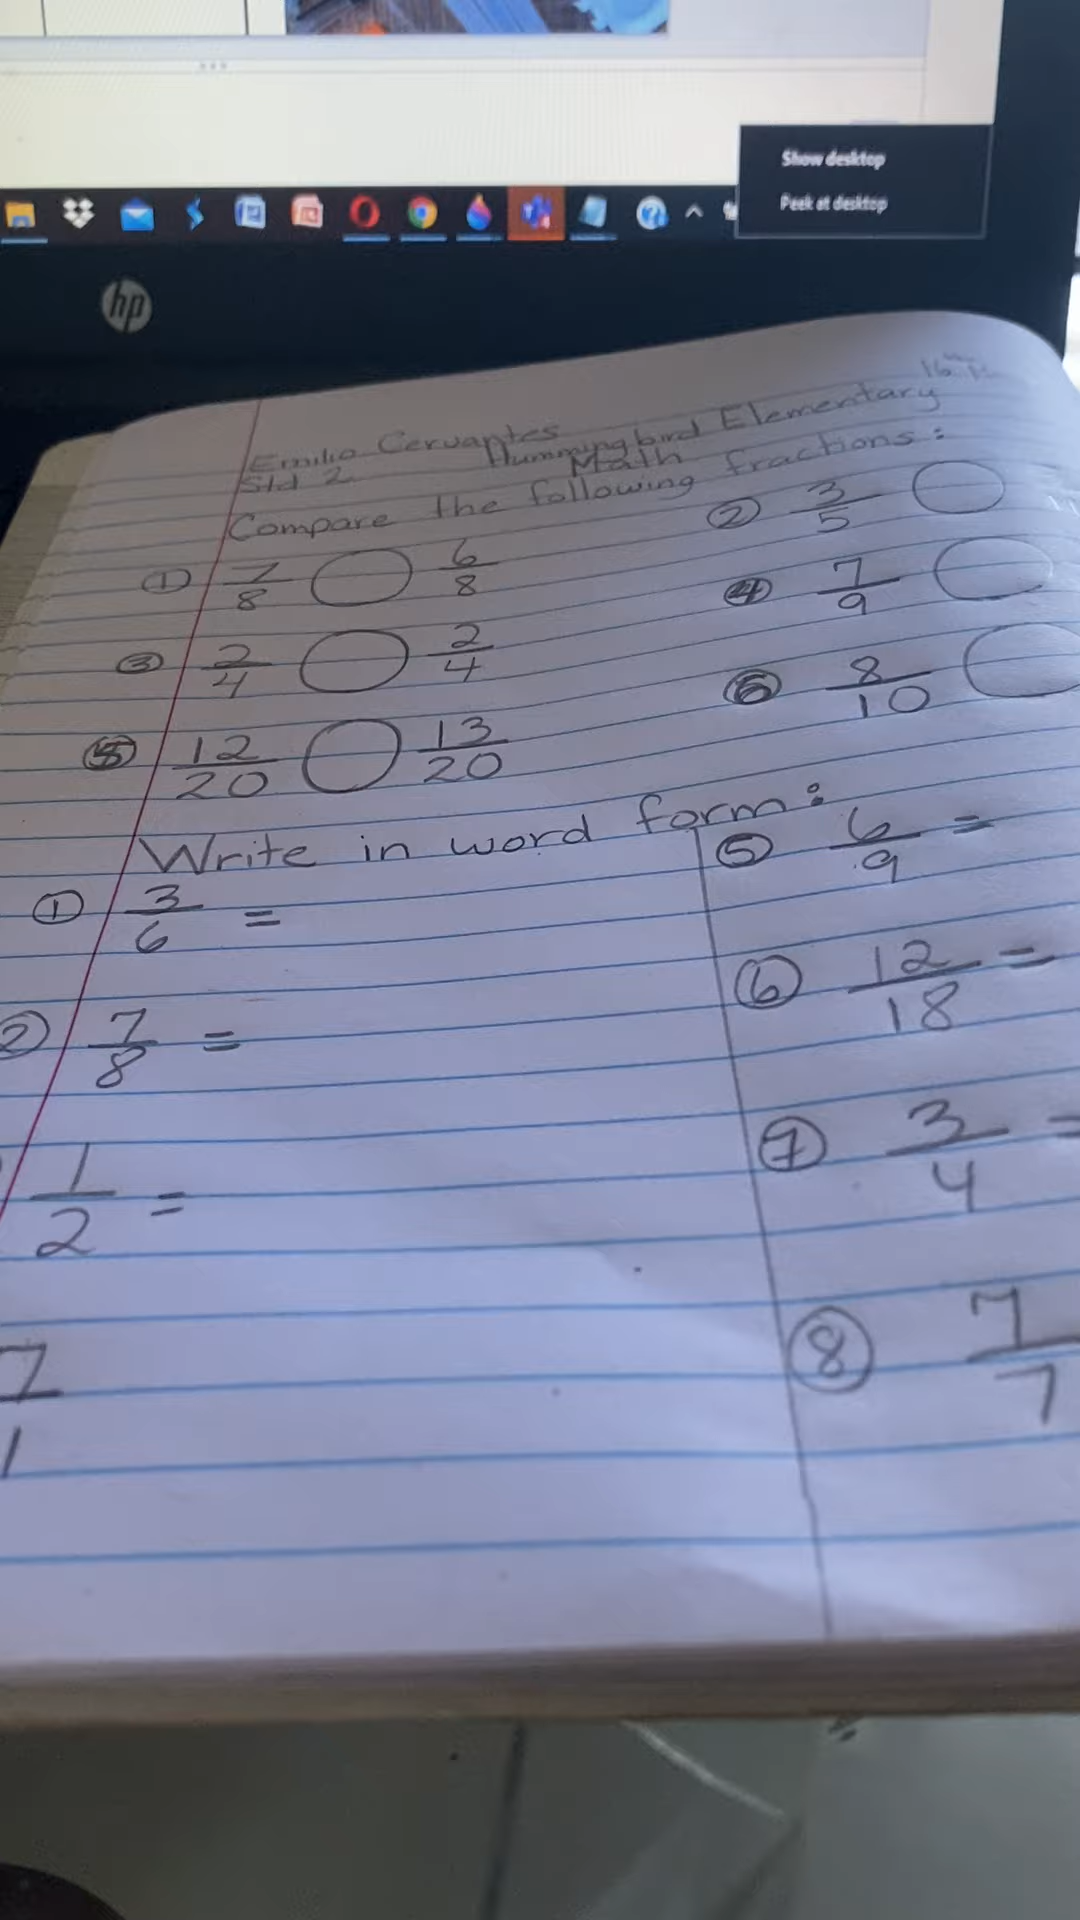 Show desktop
Peek at desktop
hp
Emilio Cervantes
Hummingbird Elementary
Std 2
Math
Compare the following fractions:
① 7/8 ◯ 6/8
② 3/5 ◯
③ 2/4 ◯ 2/4
④ 7/9 ◯
⑤ 12/20 ◯ 13/20
⑥ 8/10 ◯
Write in word form:
① 3/6 =
② 7/8 =
1/2 =
7/1
⑤ 6/9 =
⑥ 12/18 =
⑦ 3/4 =
⑧ 7/7